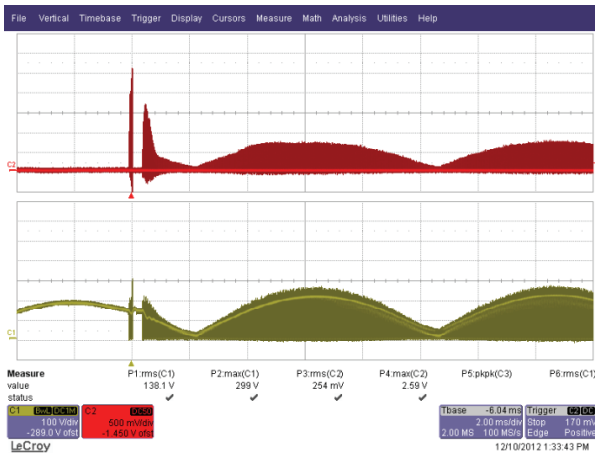 File Vertical Timebase Trigger Display Cursors Measure Math Analysis Utilities Help
C2
C1
Measure P1:rms(C1) P2:max(C1) P3:rms(C2) P4:max(C2) P5:pkpk(C3) P6:rms(C1)
value 138.1 V 299 V 254 mV 2.59 V
status
C1 BwL DC1M
100 V/div
-289.0 V ofst
C2 DC50
500 mV/div
-1.450 V ofst
Tbase -6.04 ms
2.00 ms/div
2.00 MS 100 MS/s
Trigger C2 DC
Stop 170 mV
Edge Positive
LeCroy
12/10/2012 1:33:43 PM